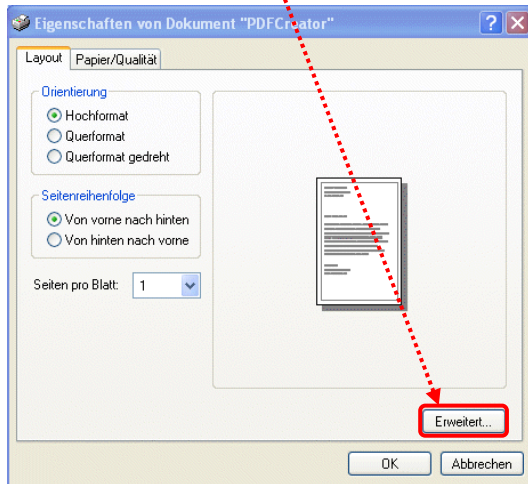 Eigenschaften von Dokument "PDFCreator"
Layout
Papier/Qualität
Orientierung
Hochformat
Querformat
Querformat gedreht
Seitenreihenfolge
Von vorne nach hinten
Von hinten nach vorne
Seiten pro Blatt: 1
Erweitert...
OK
Abbrechen